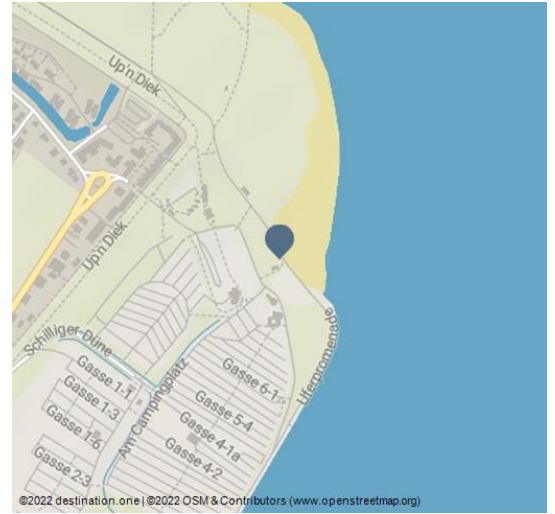 Up'n Diek
Up'n Diek
Schilliger Düne
Am Campingplatz
Uferpromenade
Gasse 6-1
Gasse 5-4
Gasse 4-1a
Gasse 4-2
Gasse 1-1
Gasse 1-3
Gasse 1-6
Gasse 2-3
©2022 destination.one | ©2022 OSM & Contributors (www.openstreetmap.org)